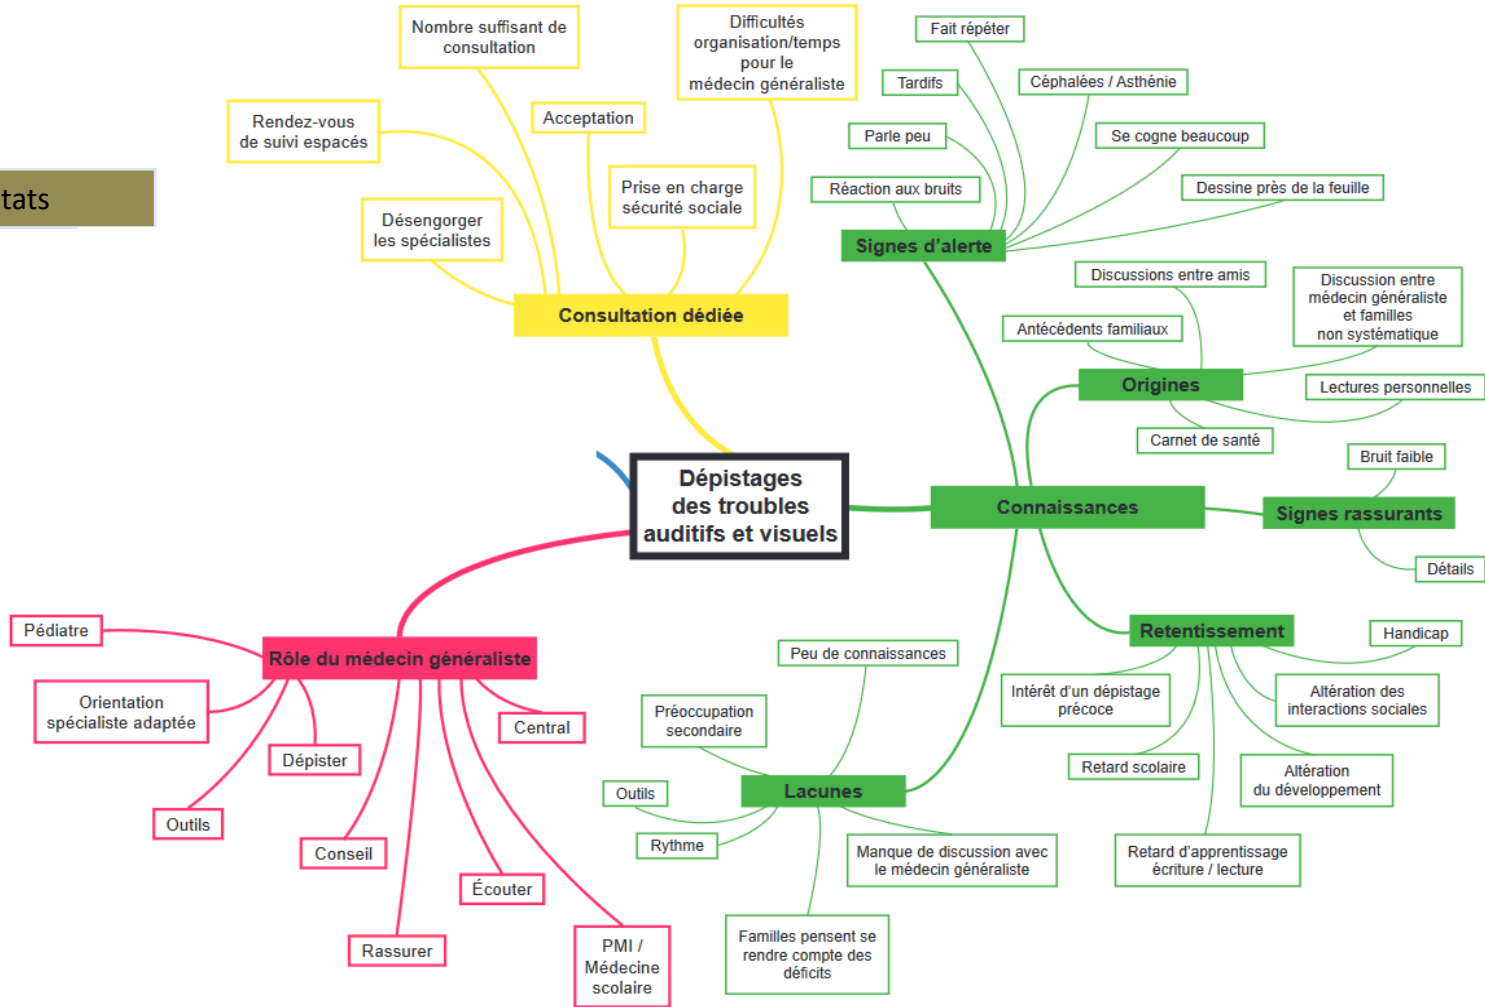 tats
Nombre suffisant de
consultation
Difficultés
organisation/temps
pour le
médecin généraliste
Rendez-vous
de suivi espacés
Acceptation
Prise en charge
sécurité sociale
Désengorger
les spécialistes
Consultation dédiée
Fait répéter
Tardifs
Céphalées / Asthénie
Parle peu
Se cogne beaucoup
Réaction aux bruits
Dessine près de la feuille
Signes d’alerte
Discussions entre amis
Discussion entre
médecin généraliste
et familles
non systématique
Antécédents familiaux
Origines
Lectures personnelles
Carnet de santé
Bruit faible
Dépistages
des troubles
auditifs et visuels
Connaissances
Signes rassurants
Détails
Retentissement
Handicap
Intérêt d’un dépistage
précoce
Altération des
interactions sociales
Retard scolaire
Altération
du développement
Retard d’apprentissage
écriture / lecture
Peu de connaissances
Préoccupation
secondaire
Lacunes
Outils
Rythme
Manque de discussion avec
le médecin généraliste
Familles pensent se
rendre compte des
déficits
Pédiatre
Rôle du médecin généraliste
Orientation
spécialiste adaptée
Central
Dépister
Outils
Conseil
Écouter
Rassurer
PMI /
Médecine
scolaire